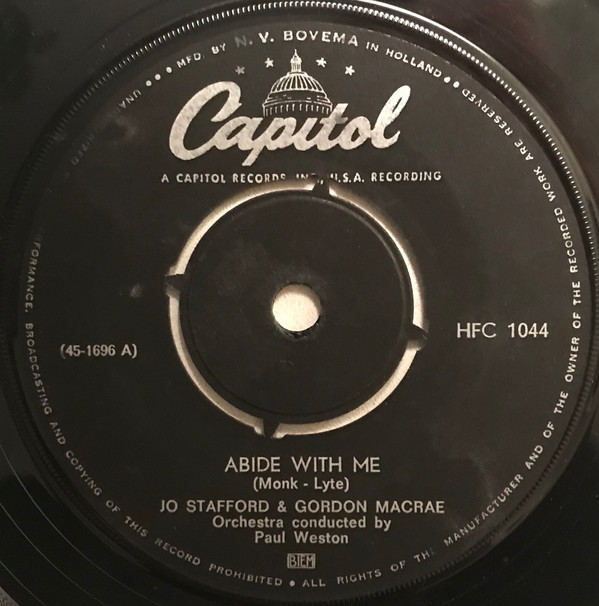 MFD. BY N. V. BOVEMA IN HOLLAND
Capitol
A CAPITOL RECORDS, INC., U.S.A. RECORDING
(45-1696 A)
HFC 1044
ABIDE WITH ME
(Monk - Lyte)
JO STAFFORD & GORDON MACRAE
Orchestra conducted by
Paul Weston
BIEM
ALL RIGHTS OF THE MANUFACTURER AND OF THE OWNER OF THE RECORDED WORK ARE RESERVED
UNA
FORMANCE, BROADCASTING AND COPYING OF THIS RECORD PROHIBITED